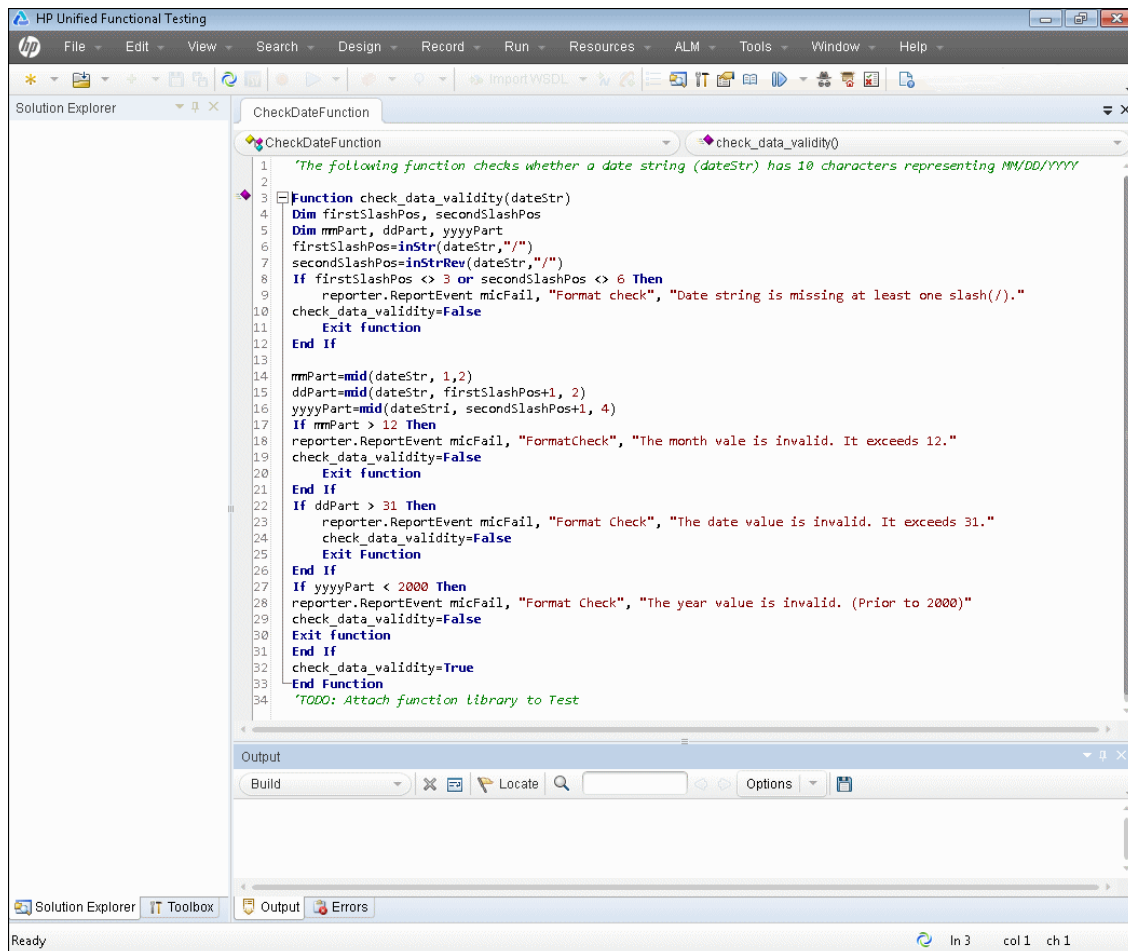 HP Unified Functional Testing
hp File Edit View Search Design Record Run Resources ALM Tools Window Help
Import WSDL
Solution Explorer
CheckDateFunction
CheckDateFunction check_data_validity()
1 'The following function checks whether a date string (dateStr) has 10 characters representing MM/DD/YYYY
2
3 Function check_data_validity(dateStr)
4 Dim firstSlashPos, secondSlashPos
5 Dim mmPart, ddPart, yyyyPart
6 firstSlashPos=inStr(dateStr,"/")
7 secondSlashPos=inStrRev(dateStr,"/")
8 If firstSlashPos <> 3 or secondSlashPos <> 6 Then
9 reporter.ReportEvent micFail, "Format check", "Date string is missing at least one slash(/)."
10 check_data_validity=False
11 Exit function
12 End If
13
14 mmPart=mid(dateStr, 1,2)
15 ddPart=mid(dateStr, firstSlashPos+1, 2)
16 yyyyPart=mid(dateStri, secondSlashPos+1, 4)
17 If mmPart > 12 Then
18 reporter.ReportEvent micFail, "FormatCheck", "The month vale is invalid. It exceeds 12."
19 check_data_validity=False
20 Exit function
21 End If
22 If ddPart > 31 Then
23 reporter.ReportEvent micFail, "Format Check", "The date value is invalid. It exceeds 31."
24 check_data_validity=False
25 Exit Function
26 End If
27 If yyyyPart < 2000 Then
28 reporter.ReportEvent micFail, "Format Check", "The year value is invalid. (Prior to 2000)"
29 check_data_validity=False
30 Exit function
31 End If
32 check_data_validity=True
33 End Function
34 'TODO: Attach function library to Test
Output
Build Locate Options
Solution Explorer Toolbox Output Errors
Ready ln 3 col 1 ch 1